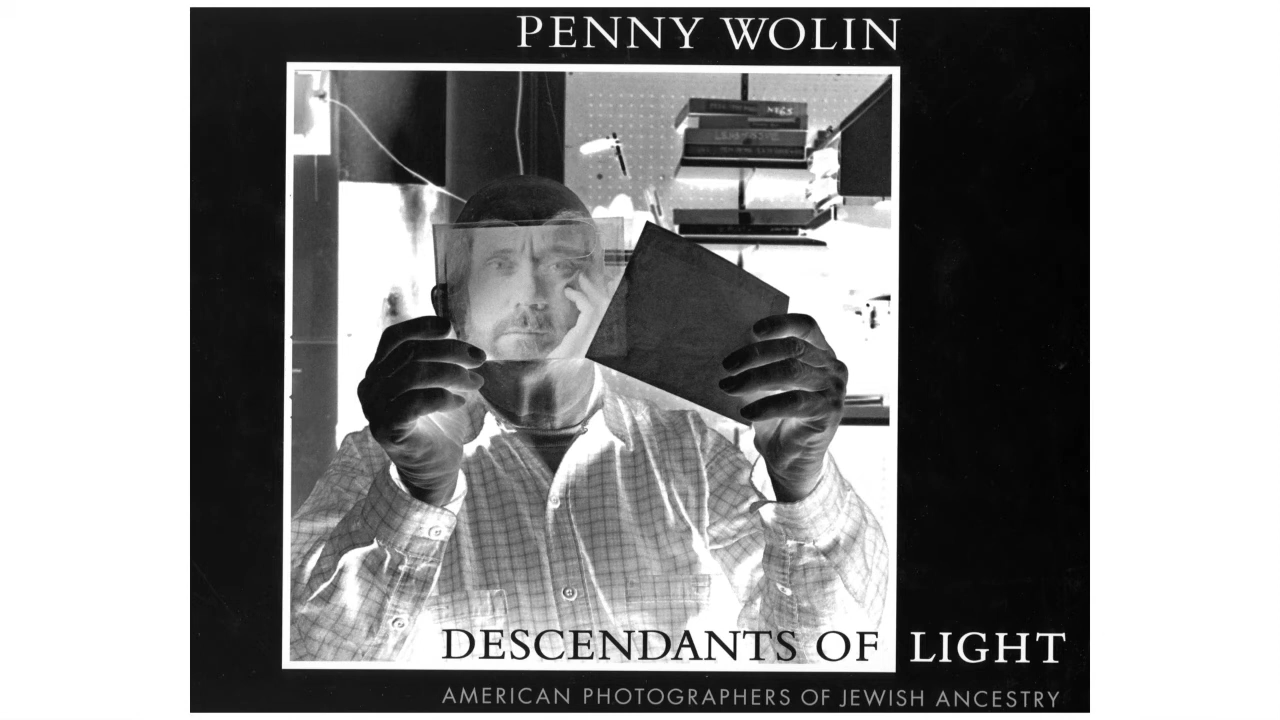 PENNY WOLIN
DESCENDANTS OF LIGHT
AMERICAN PHOTOGRAPHERS OF JEWISH ANCESTRY